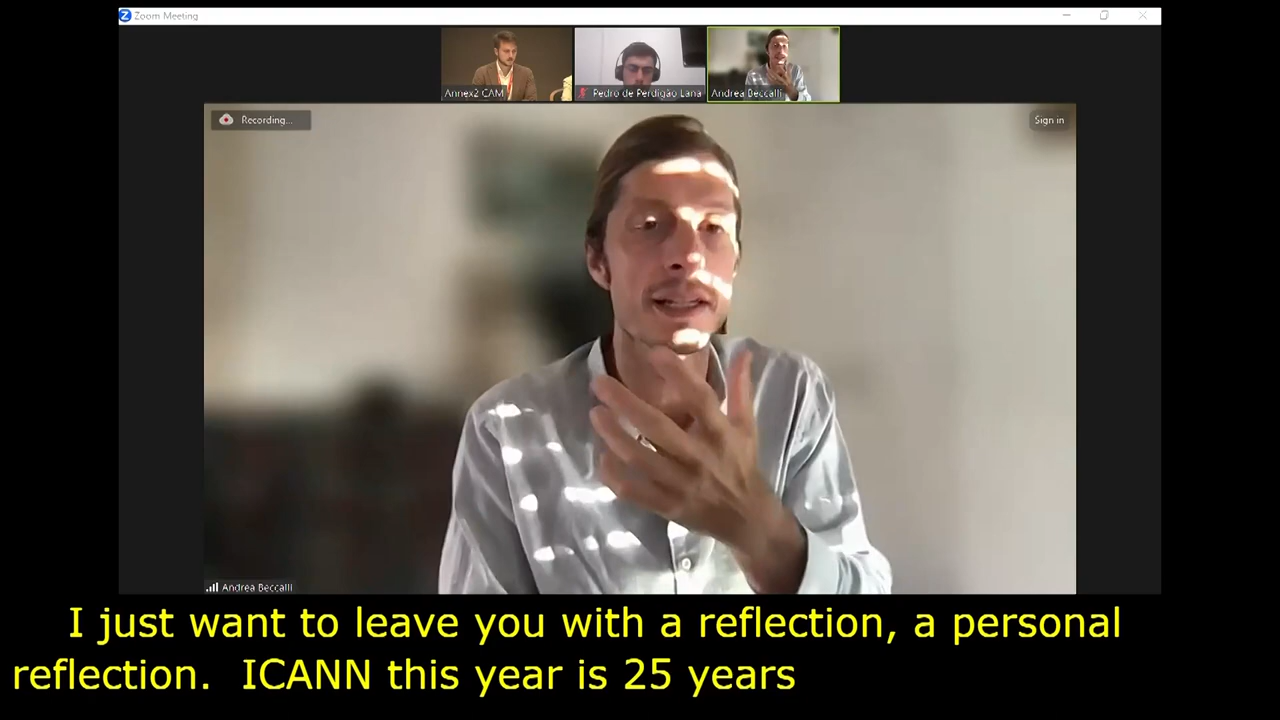 Zoom Meeting
Annex2 CAM
Pedro de Perdigão Lana
Andrea Beccalli
Recording...
Sign in
Andrea Beccalli
I just want to leave you with a reflection, a personal
reflection.  ICANN this year is 25 years